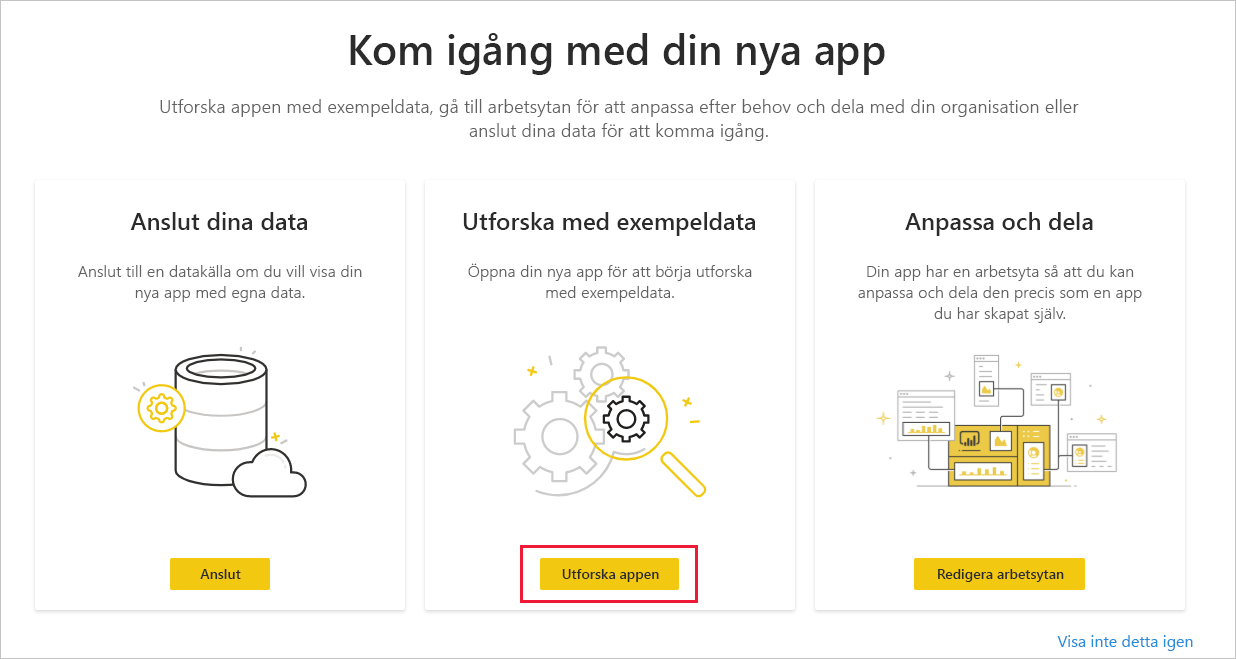 Kom igång med din nya app
Utforska appen med exempeldata, gå till arbetsytan för att anpassa efter behov och dela med din organisation eller
anslut dina data för att komma igång.
Anslut dina data
Anslut till en datakälla om du vill visa din
nya app med egna data.
Anslut
Utforska med exempeldata
Öppna din nya app för att börja utforska
med exempeldata.
Utforska appen
Anpassa och dela
Din app har en arbetsyta så att du kan
anpassa och dela den precis som en app
du har skapat själv.
Redigera arbetsytan
Visa inte detta igen